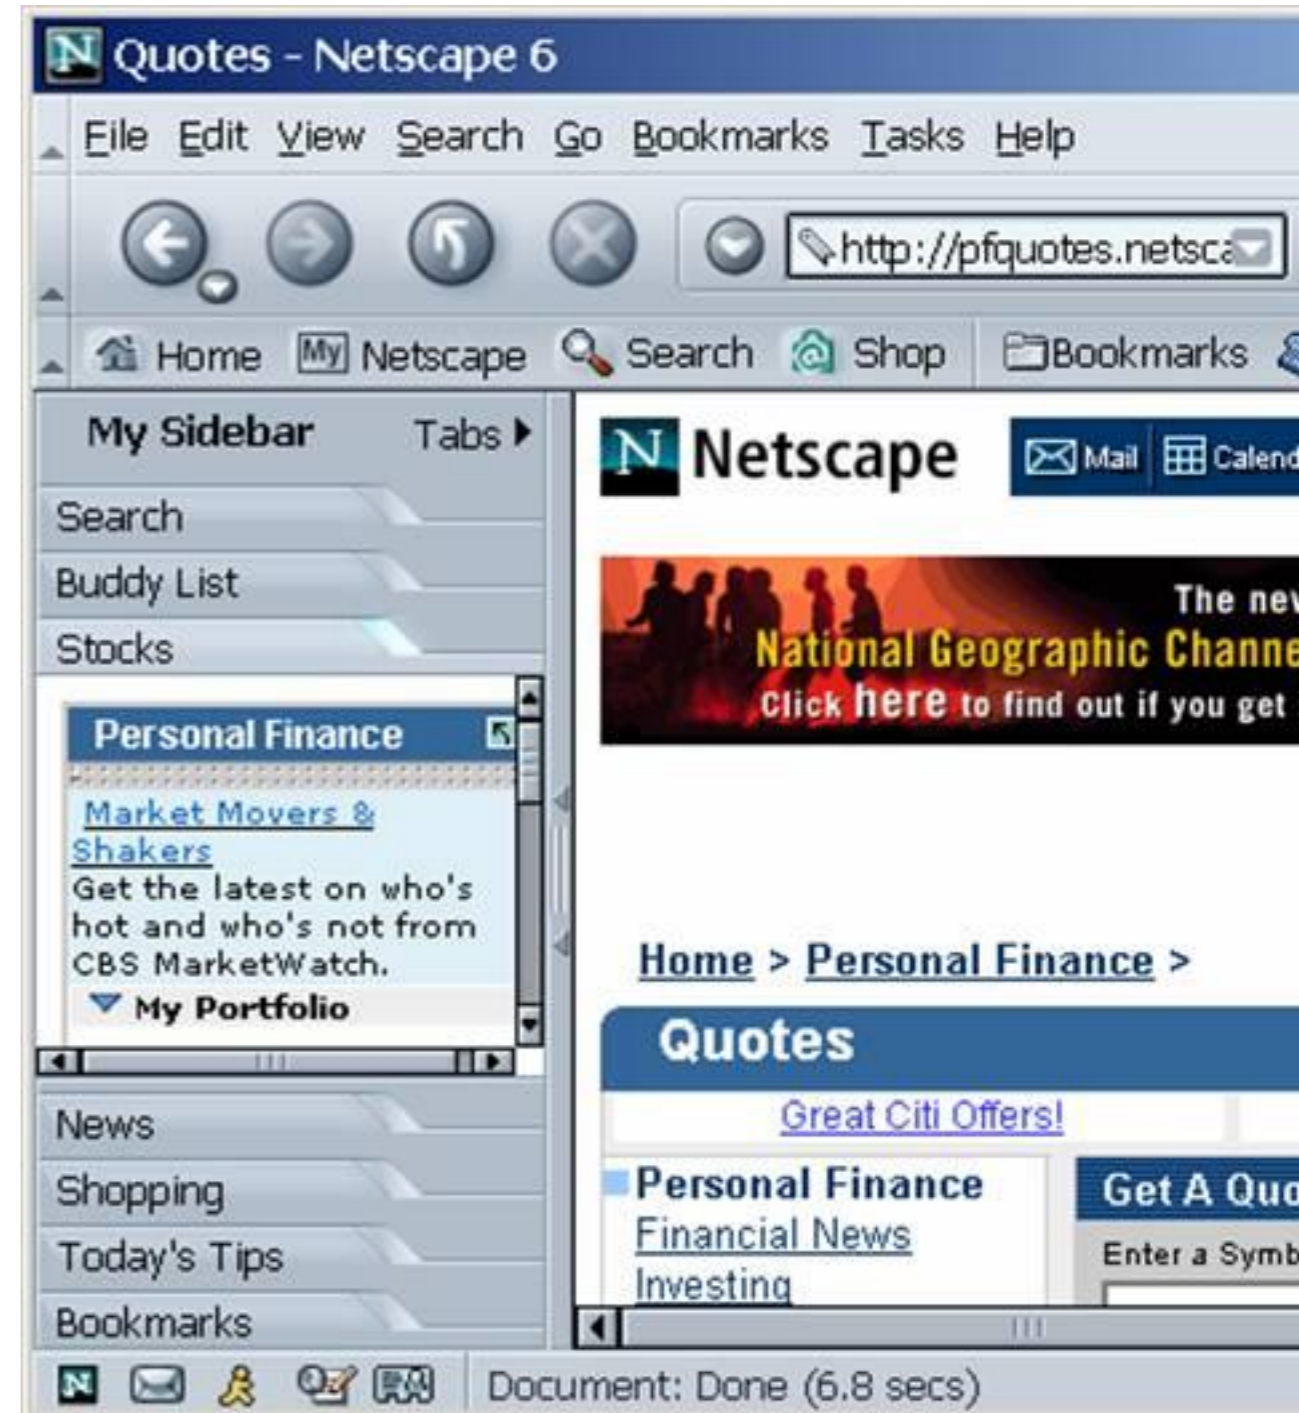 Quotes - Netscape 6
File Edit View Search Go Bookmarks Tasks Help
http://pfquotes.netsca
Home My Netscape Search Shop Bookmarks
My Sidebar Tabs
Search
Buddy List
Stocks
Personal Finance
Market Movers &
Shakers
Get the latest on who's
hot and who's not from
CBS MarketWatch.
My Portfolio
News
Shopping
Today's Tips
Bookmarks
N Netscape Mail Calend
The new
National Geographic Channe
Click here to find out if you get
Home > Personal Finance >
Quotes
Great Citi Offers!
Personal Finance
Financial News
Investing
Get A Quo
Enter a Symb
Document: Done (6.8 secs)